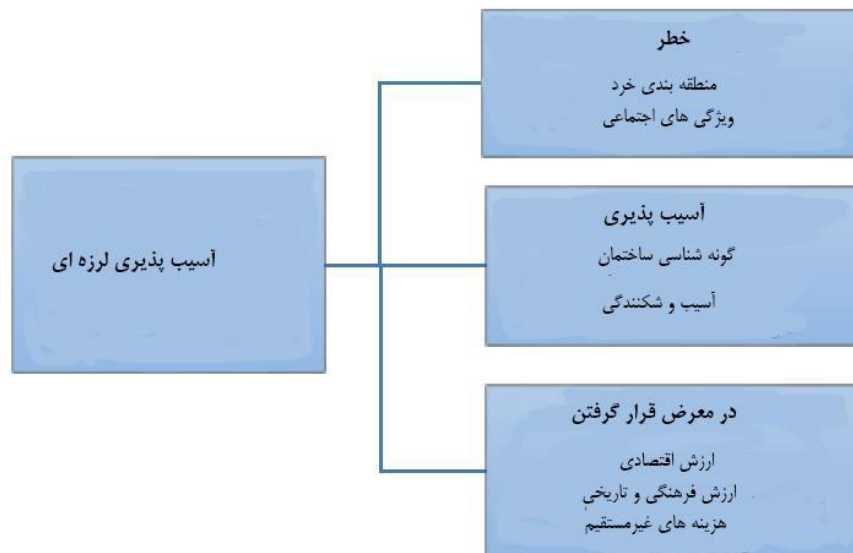 خطر
منطقه بندی خرد
ویژگی های اجتماعی
آسیب پذیری لرزه ای
آسیب پذیری
گونه شناسی ساختمان
آسیب و شکنندگی
در معرض قرار گرفتن
ارزش اقتصادی
ارزش فرهنگی و تاریخی
هزینه های غیرمستقیم